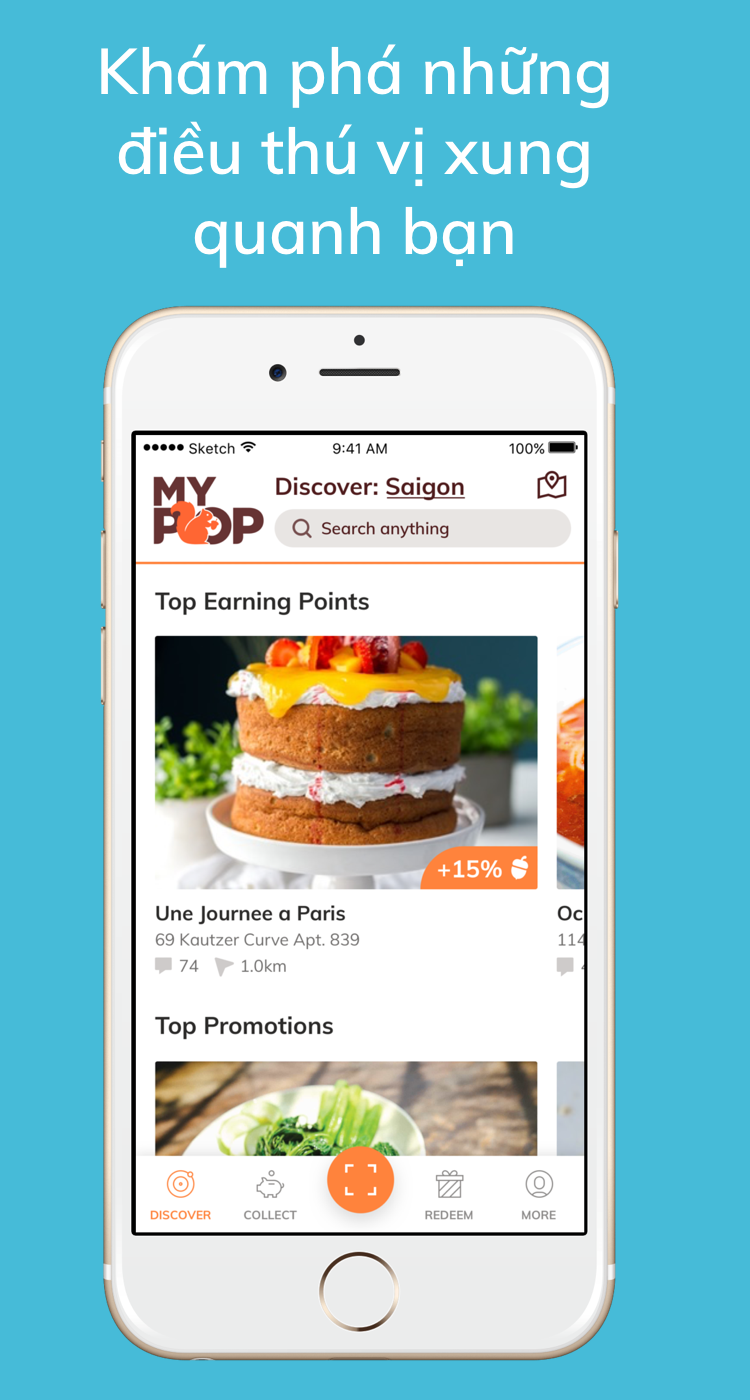 Khám phá những
điều thú vị xung
quanh bạn
Sketch 9:41 AM 100%
MY
POP
Discover: Saigon
Search anything
Top Earning Points
+15%
Une Journee a Paris
69 Kautzer Curve Apt. 839
74 1.0km
Oc
114
Top Promotions
DISCOVER COLLECT REDEEM MORE